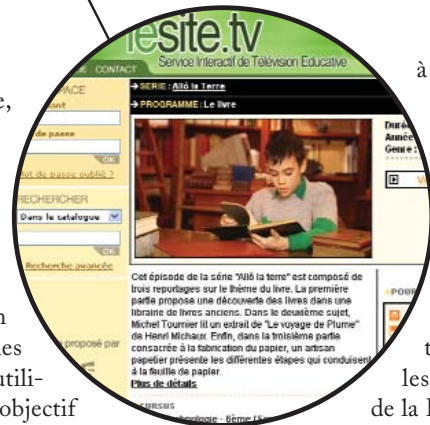 lesite.tv
Service Interactif de Télévision Educative
CONTACT
SERIE : Allô la Terre
PROGRAMME : Le livre
de passe
OK
Mot de passe oublié ?
RECHERCHER
Dans le catalogue
OK
Recherche avancée
proposé par
Cet épisode de la série "Allô la terre" est composé de
trois reportages sur le thème du livre. La première
partie propose une découverte des livres dans une
librairie de livres anciens. Dans le deuxième sujet,
Michel Tournier lit un extrait de "Le voyage de Plume"
de Henri Michaux. Enfin, dans la troisième partie
consacrée à la fabrication du papier, un artisan
papetier présente les différentes étapes qui conduisent
à la feuille de papier.
Plus de détails
CURSUS
Genre :
POUR
à
les
de la
objectif